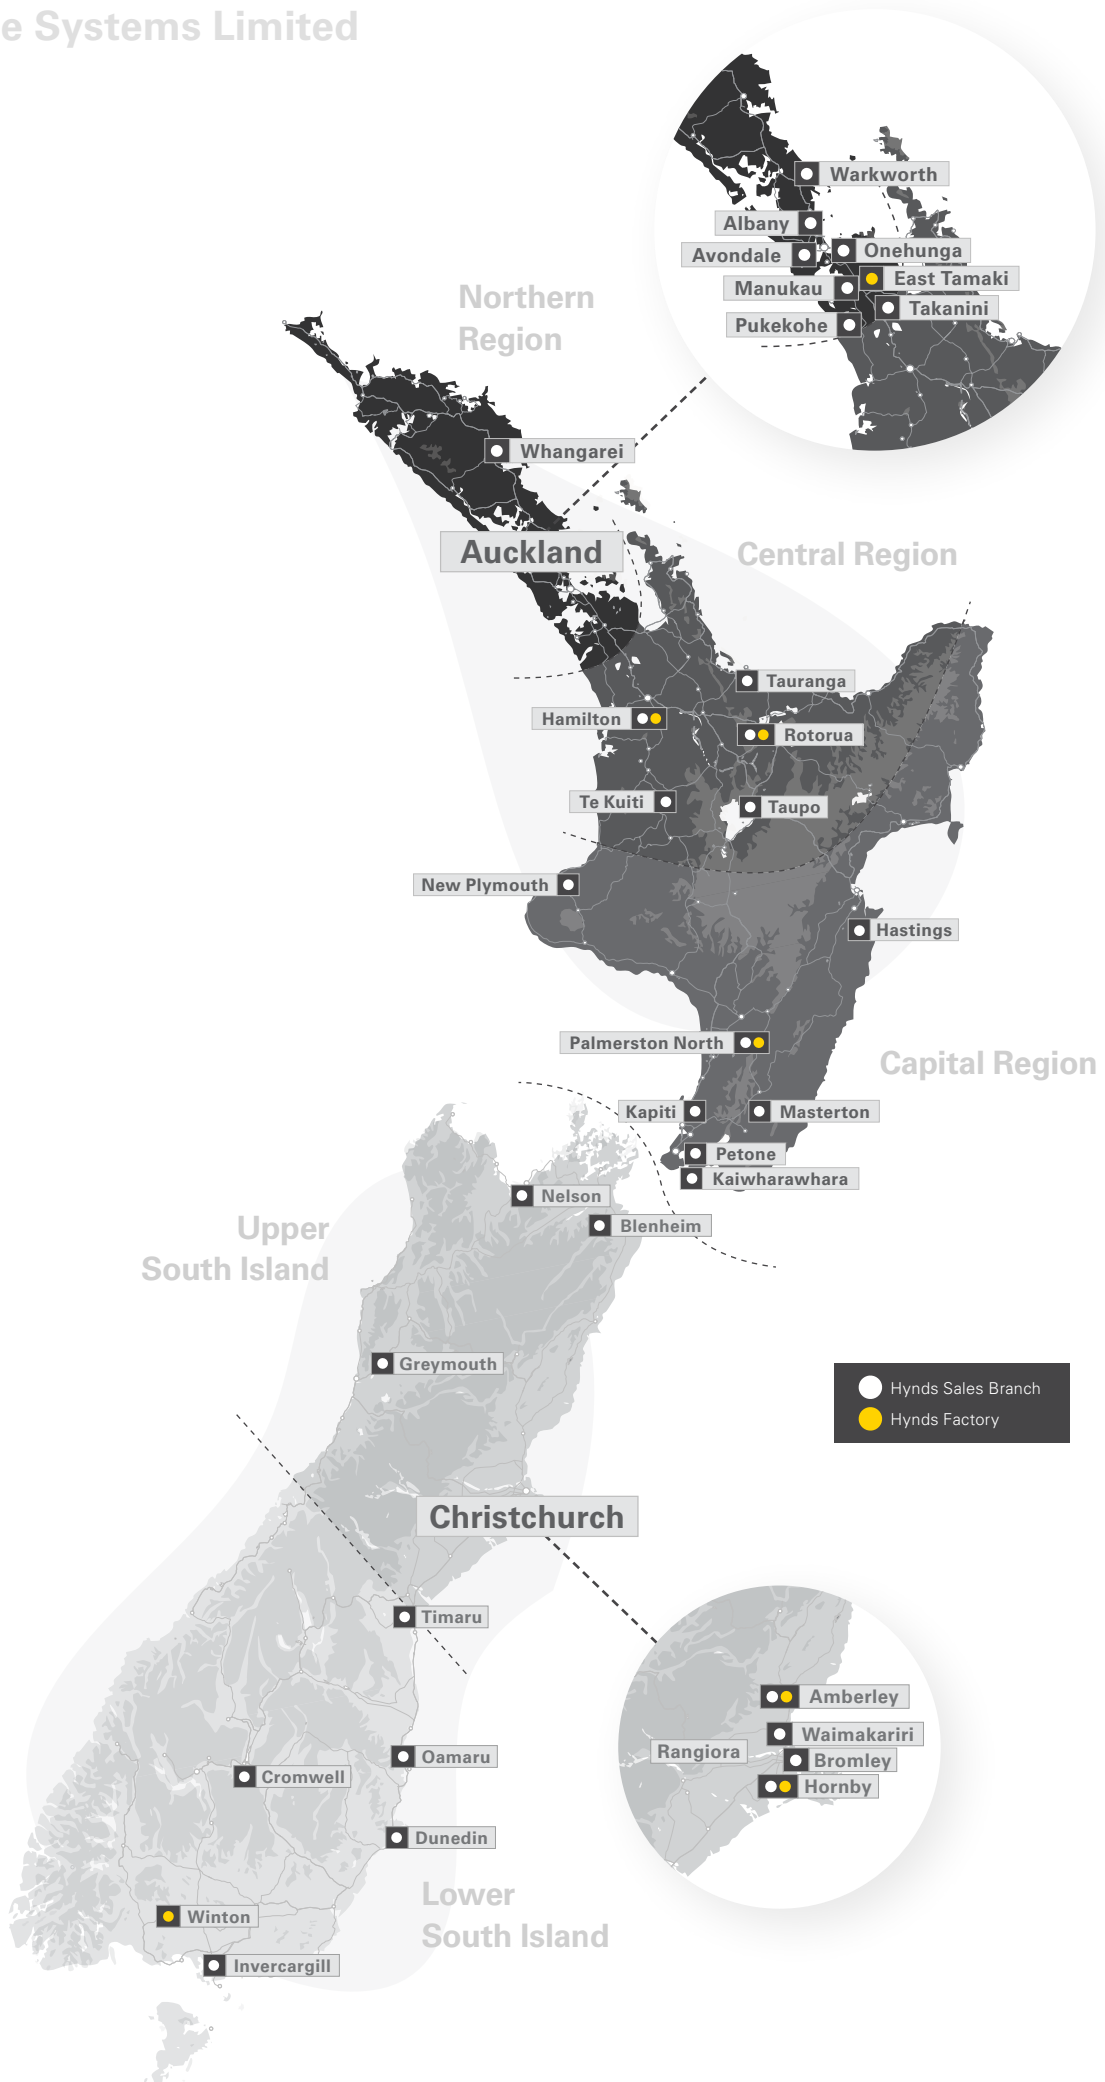 e Systems Limited
Warkworth
Albany
Onehunga
Avondale
East Tamaki
Manukau
Takanini
Pukekohe
Northern
Region
Whangarei
Auckland
Central Region
Tauranga
Hamilton
Rotorua
Te Kuiti
Taupo
New Plymouth
Hastings
Palmerston North
Capital Region
Kapiti
Masterton
Petone
Kaiwharawhara
Nelson
Blenheim
Upper
South Island
Greymouth
Hynds Sales Branch
Hynds Factory
Christchurch
Timaru
Amberley
Waimakariri
Rangiora
Bromley
Hornby
Oamaru
Cromwell
Dunedin
Lower
South Island
Winton
Invercargill